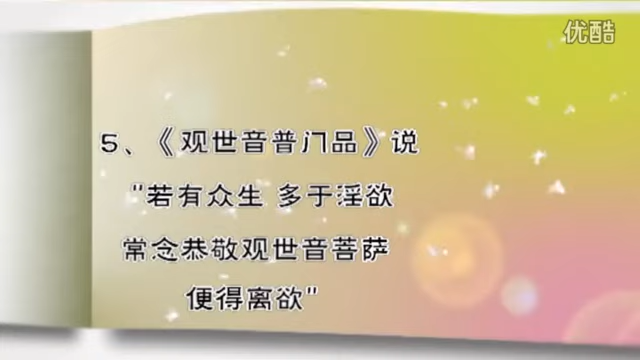 优酷
5、《观世音普门品》说
"若有众生 多于淫欲
常念恭敬观世音菩萨
便得离欲"